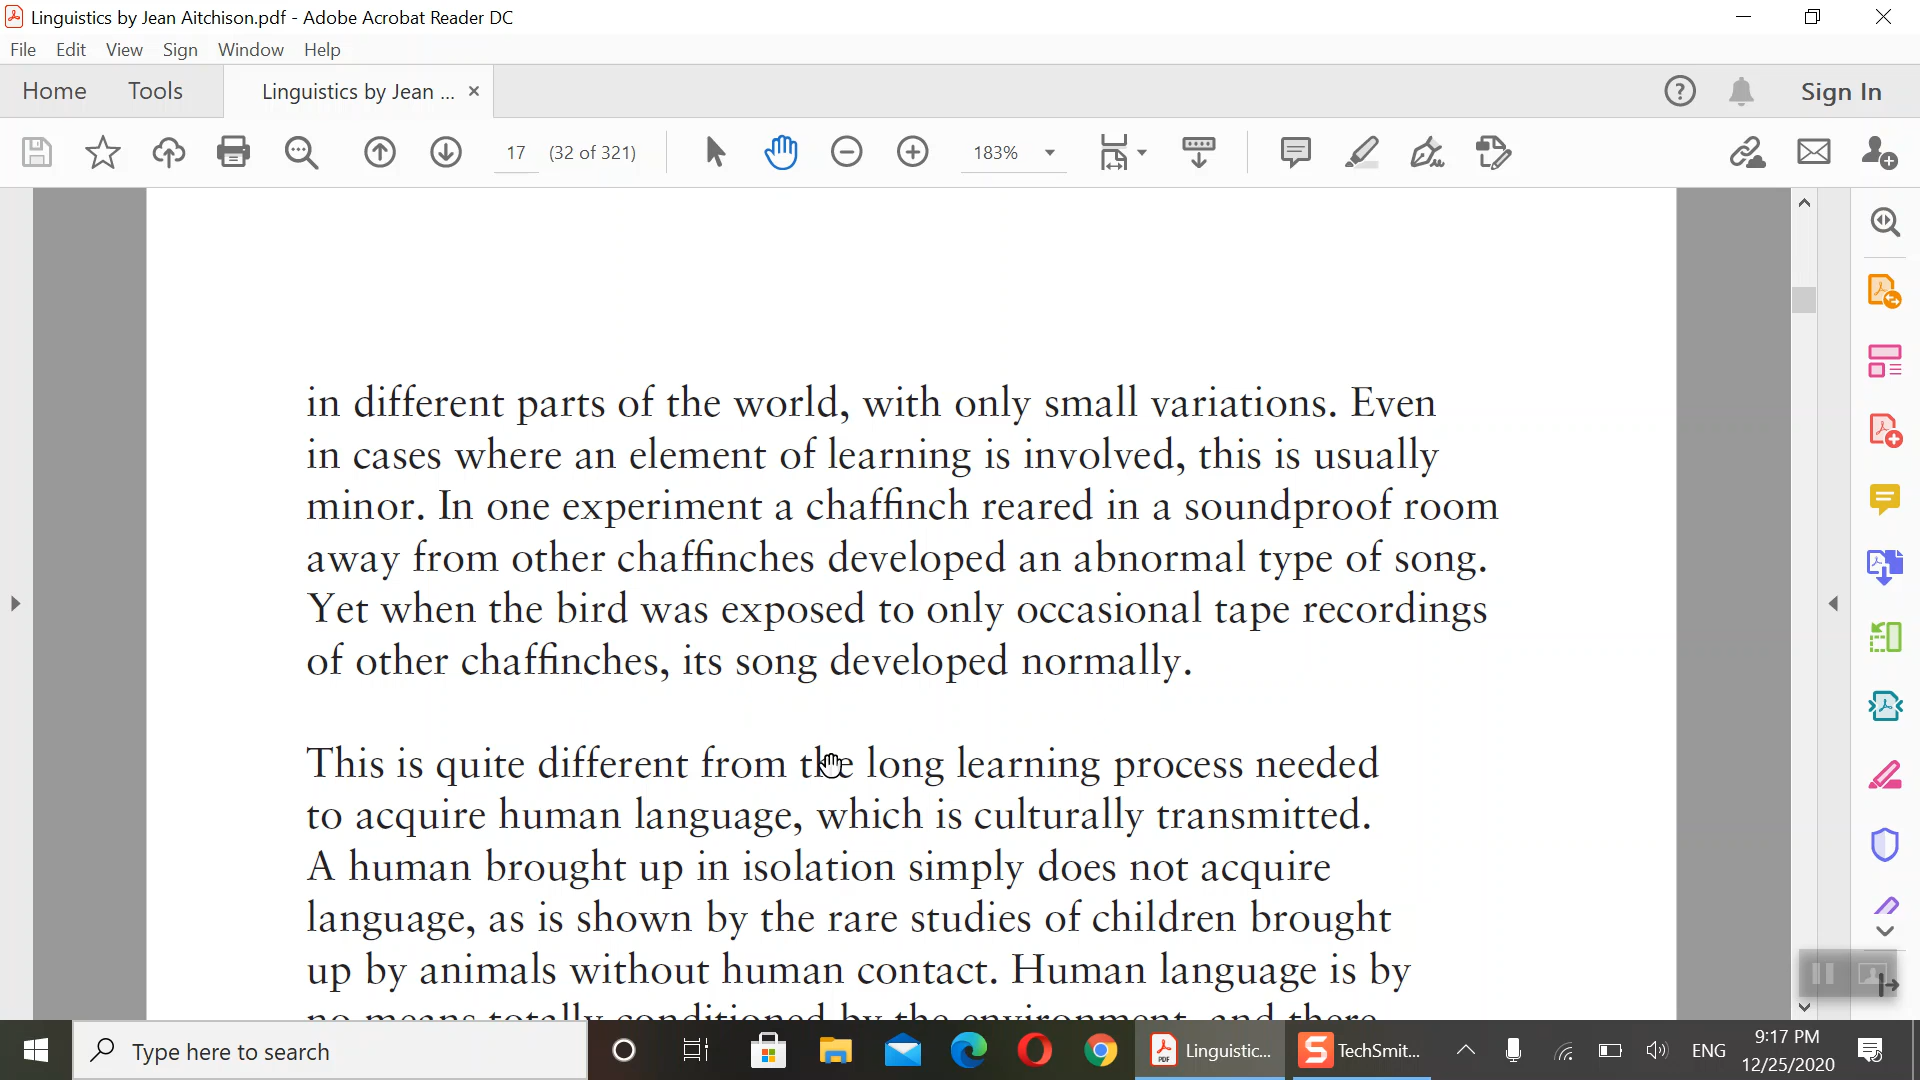 Linguistics by Jean Aitchison.pdf - Adobe Acrobat Reader DC
File Edit View Sign Window Help
Home Tools Linguistics by Jean ... × Sign In
17 (32 of 321) 183%
in different parts of the world, with only small variations. Even
in cases where an element of learning is involved, this is usually
minor. In one experiment a chaffinch reared in a soundproof room
away from other chaffinches developed an abnormal type of song.
Yet when the bird was exposed to only occasional tape recordings
of other chaffinches, its song developed normally.
This is quite different from the long learning process needed
to acquire human language, which is culturally transmitted.
A human brought up in isolation simply does not acquire
language, as is shown by the rare studies of children brought
up by animals without human contact. Human language is by
no means totally conditioned by the environment, and there
Type here to search Linguistic... TechSmit... ENG 9:17 PM
12/25/2020